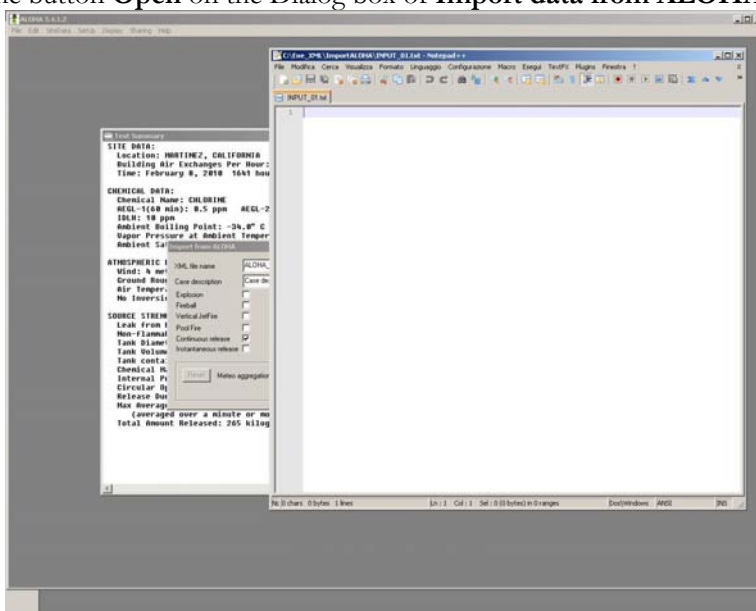 he button Open on the Dialog box of Import data from ALOHA
ALOHA 5.4.1.2
File Edit SiteData Setup Display Sharing Help
C:\Exe_XML\ImportALOHA\INPUT_01.txt - Notepad++
File Modifica Cerca Visualizza Formato Linguaggio Configurazione Macro Esegui TextFX Plugins Finestra ?
INPUT_01.txt
1
Text Summary
SITE DATA:
Location: MARTINEZ, CALIFORNIA
Building Air Exchanges Per Hour:
Time: February 8, 2010 1641 hou
CHEMICAL DATA:
Chemical Name: CHLORINE
AEGL-1(60 min): 0.5 ppm AEGL-2
IDLH: 10 ppm
Ambient Boiling Point: -34.0° C
Vapor Pressure at Ambient Temper
Ambient Sa
Import from ALOHA
XML file name
ALOHA_
Case description
Case de
Explosion
Fireball
Vertical JetFire
Pool Fire
Continuous release
Instantaneous release
Meteo aggregation
ATMOSPHERIC
Wind: 4 me
Ground Rou
Air Temper
No Inversi
SOURCE STREN
Leak from
Non-Flamma
Tank Diame
Tank Volum
Tank conta
Chemical M
Internal P
Circular O
Release Du
Max Averag
(averaged over a minute or mo
Total Amount Released: 265 kilog
0 chars 0 bytes 1 lines
Ln : 1 Col : 1 Sel : 0 (0 bytes) in 0 ranges
Dos\Windows
ANSI
INS